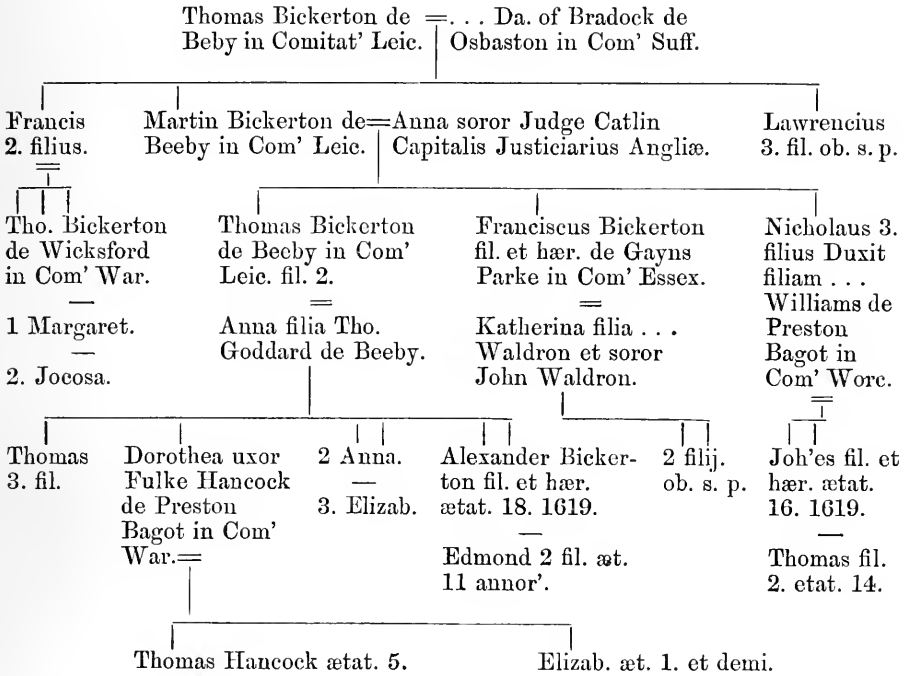 Thomas Bickerton de =. . . Da. of Bradock de
Beby in Comitat' Leic. Osbaston in Com' Suff.
Francis
2. filius.
Martin Bickerton de=Anna soror Judge Catlin
Beeby in Com' Leic. Capitalis Justiciarius Angliæ.
Lawrencius
3. fil. ob. s. p.
Tho. Bickerton
de Wicksford
in Com' War.
—
1 Margaret.
—
2. Jocosa.
Thomas Bickerton
de Beeby in Com'
Leic. fil. 2.
=
Anna filia Tho.
Goddard de Beeby.
Franciscus Bickerton
fil. et hær. de Gayns
Parke in Com' Essex.
=
Katherina filia . . .
Waldron et soror
John Waldron.
Nicholaus 3.
filius Duxit
filiam . . .
Williams de
Preston
Bagot in
Com' Worc.
=
Thomas
3. fil.
Dorothea uxor
Fulke Hancock
de Preston
Bagot in Com'
War.=
2 Anna.
—
3. Elizab.
Alexander Bicker-
ton fil. et hær.
ætat. 18. 1619.
—
Edmond 2 fil. æt.
11 annor'.
2 filij.
ob. s. p.
Joh'es fil. et
hær. ætat.
16. 1619.
—
Thomas fil.
2. etat. 14.
Thomas Hancock ætat. 5.
Elizab. æt. 1. et demi.